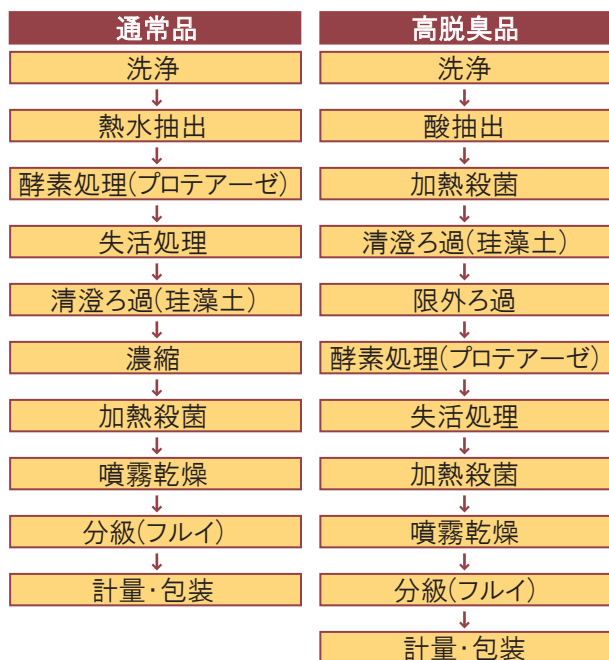 通常品
洗浄
↓
熱水抽出
↓
酵素処理(プロテアーゼ)
↓
失活処理
↓
清澄ろ過(珪藻土)
↓
濃縮
↓
加熱殺菌
↓
噴霧乾燥
↓
分級(フルイ)
↓
計量・包装
高脱臭品
洗浄
↓
酸抽出
↓
加熱殺菌
↓
清澄ろ過(珪藻土)
↓
限外ろ過
↓
酵素処理(プロテアーゼ)
↓
失活処理
↓
加熱殺菌
↓
噴霧乾燥
↓
分級(フルイ)
↓
計量・包装